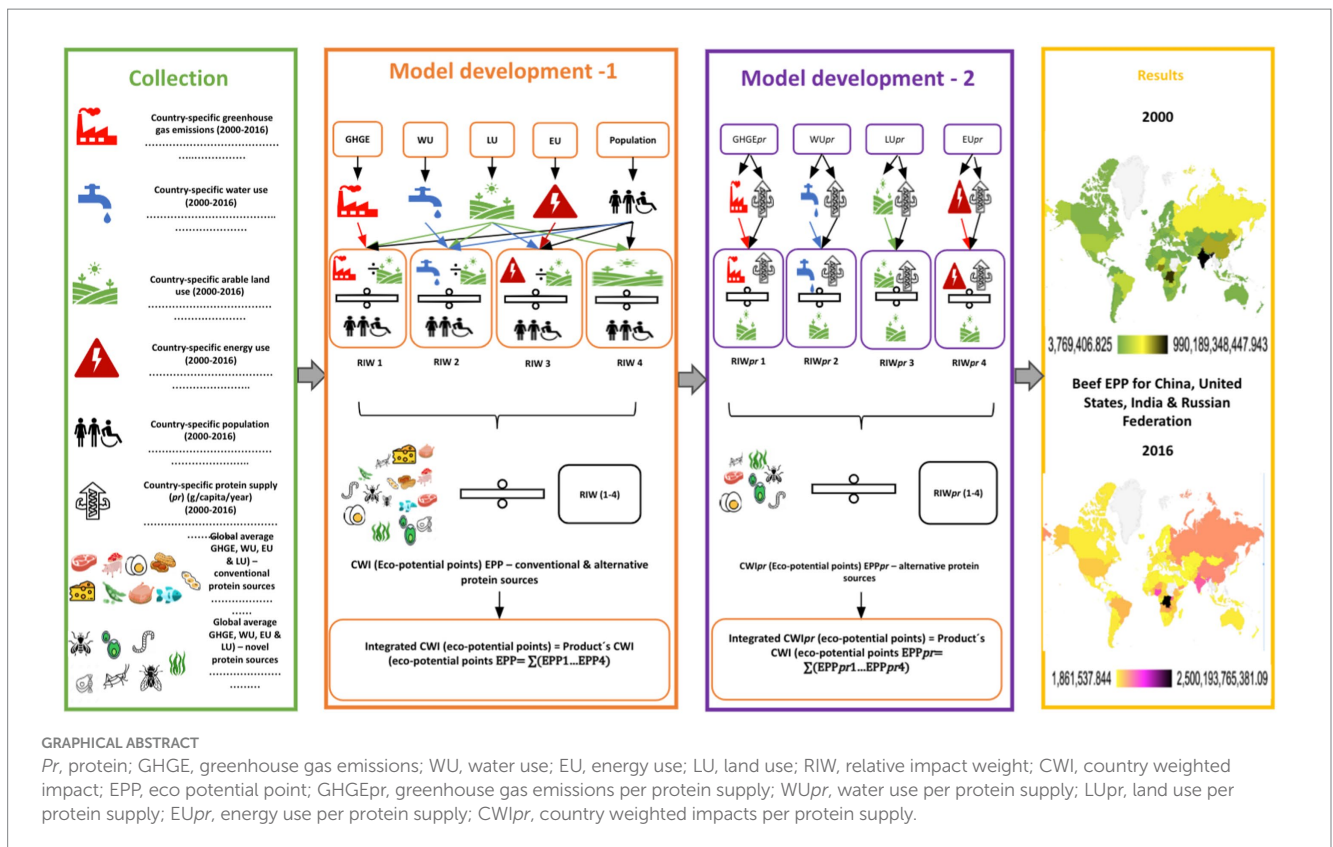 Collection
Country-specific greenhouse
gas emissions (2000-2016)
Country-specific water use
(2000-2016)
Country-specific arable land
use (2000-2016)
Country-specific energy use
(2000-2016)
Country-specific population
(2000-2016)
Country-specific protein supply
(pr) (g/capita/year)
(2000-2016)
Global average
GHGE, WU, EU
& LU) –
conventional
protein sources
Global average
GHGE, WU, EU &
LU) – novel
protein sources
Model development -1
GHGE
WU
LU
EU
Population
RIW 1
RIW 2
RIW 3
RIW 4
RIW (1-4)
CWI (Eco-potential points) EPP – conventional & alternative
protein sources
Integrated CWI (eco-potential points) = Product´s CWI
(eco-potential points EPP= ∑(EPP1...EPP4)
Model development - 2
GHGEpr
WUpr
LUpr
EUpr
RIWpr 1
RIWpr 2
RIWpr 3
RIWpr 4
RIWpr (1-4)
CWIpr (Eco-potential points) EPPpr – alternative protein
sources
Integrated CWIpr (eco-potential points) = Product´s
CWI (eco-potential points EPPpr=
∑(EPPpr1...EPPpr4)
Results
2000
3,769,406.825 990,189,348,447.943
Beef EPP for China, United
States, India & Russian
Federation
2016
1,861,537.844 2,500,193,765,381.09
GRAPHICAL ABSTRACT
Pr, protein; GHGE, greenhouse gas emissions; WU, water use; EU, energy use; LU, land use; RIW, relative impact weight; CWI, country weighted
impact; EPP, eco potential point; GHGEpr, greenhouse gas emissions per protein supply; WUpr, water use per protein supply; LUpr, land use per
protein supply; EUpr, energy use per protein supply; CWIpr, country weighted impacts per protein supply.